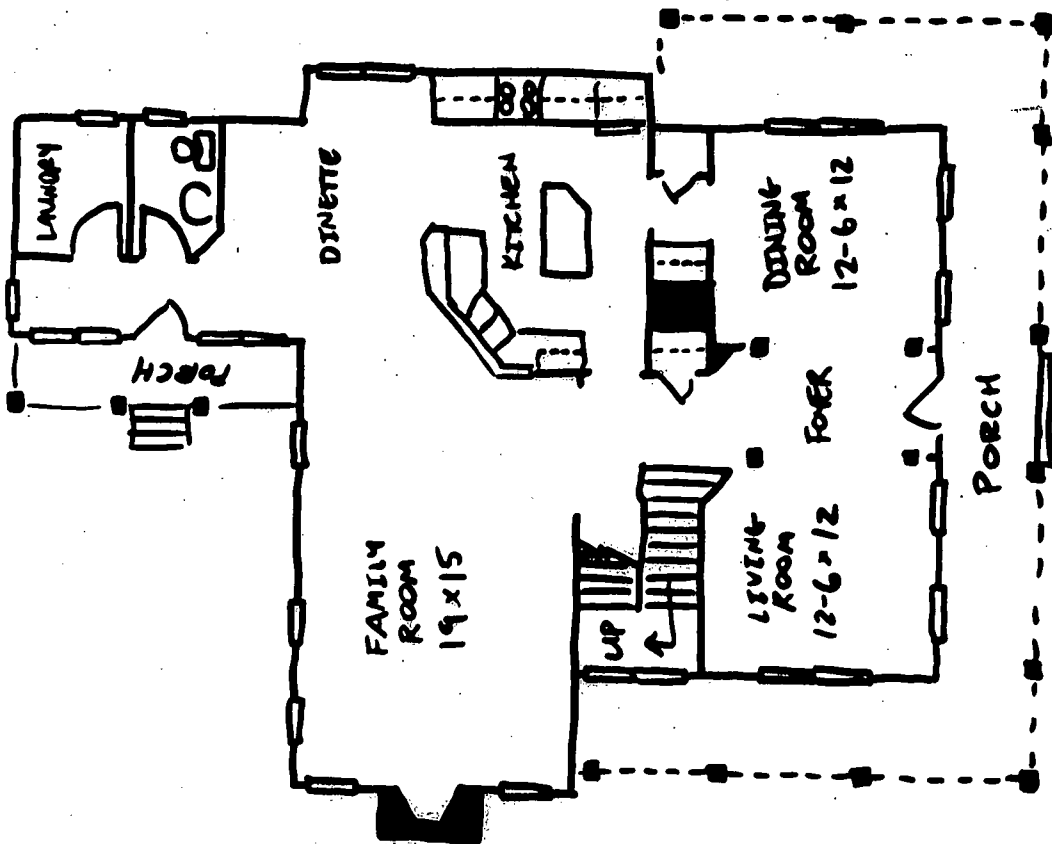 LAUNDRY
DINETTE
KITCHEN
DINING
ROOM
12-6 x 12
PORCH
FOYER
PORCH
FAMILY
ROOM
19 x 15
UP
LIVING
ROOM
12-6 x 12